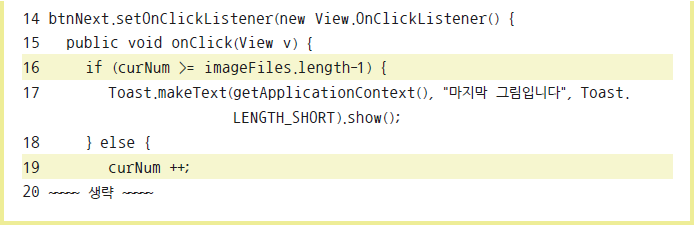 14 btnNext.setOnClickListener(new View.OnClickListener() {
15 public void onClick(View v) {
16 if (curNum >= imageFiles.length-1) {
17 Toast.makeText(getApplicationContext(), "마지막 그림입니다", Toast.
LENGTH_SHORT).show();
18 } else {
19 curNum ++;
20 ~~~~ 생략 ~~~~